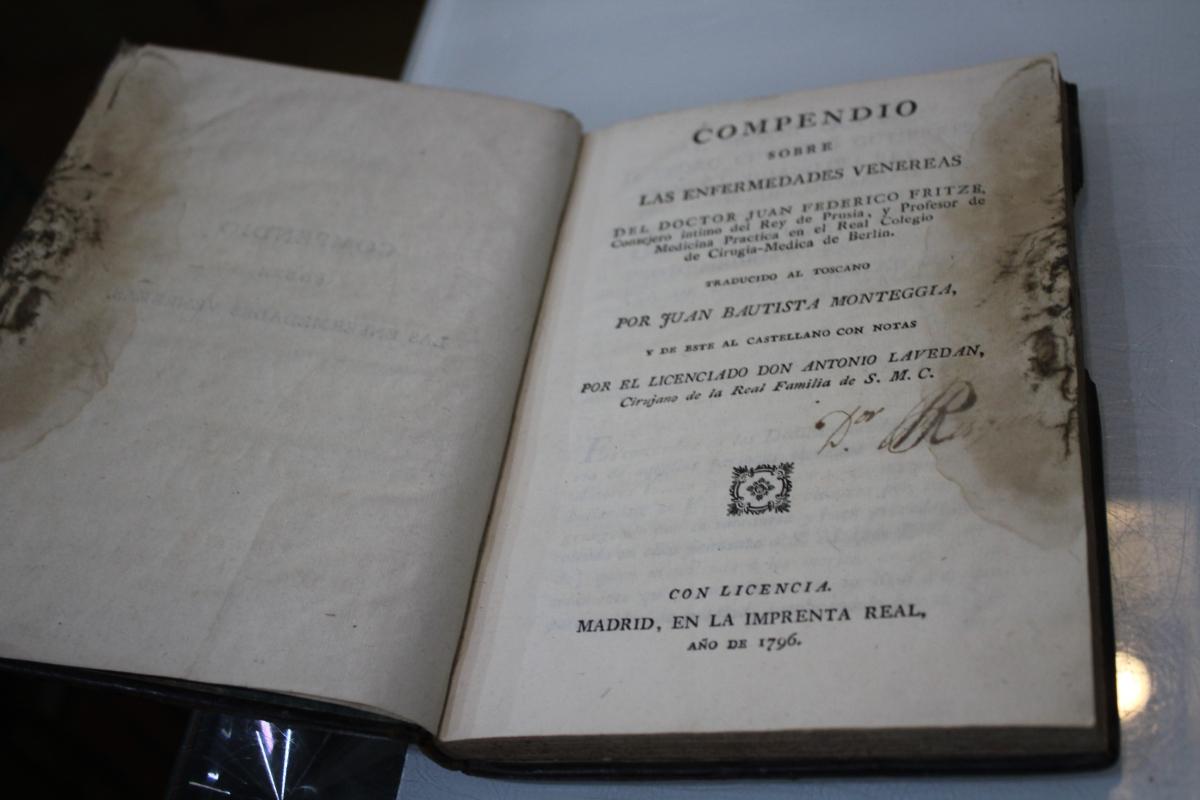 COMPENDIO
SOBRE
LAS ENFERMEDADES VENEREAS
DEL DOCTOR JUAN FEDERICO FRITZE,
Consejero íntimo del Rey de Prusia, y Profesor de
Medicina Practica en el Real Colegio
de Cirugía-Medica de Berlin.
TRADUCIDO AL TOSCANO
POR JUAN BAUTISTA MONTEGGIA,
Y DE ESTE AL CASTELLANO CON NOTAS
POR EL LICENCIADO DON ANTONIO LAVEDAN,
Cirujano de la Real Familia de S. M. C.
Dor
CON LICENCIA.
MADRID, EN LA IMPRENTA REAL,
AÑO DE 1796.